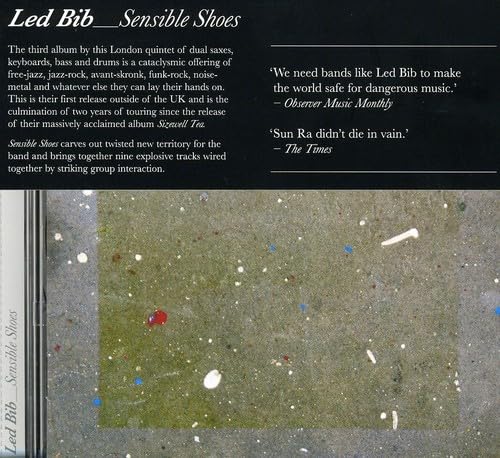 Led Bib__Sensible Shoes
The third album by this London quintet of dual saxes,
keyboards, bass and drums is a cataclysmic offering of
free-jazz, jazz-rock, avant-skronk, funk-rock, noise-
metal and whatever else they can lay their hands on.
This is their first release outside of the UK and is the
culmination of two years of touring since the release
of their massively acclaimed album Sizewell Tea.
Sensible Shoes carves out twisted new territory for the
band and brings together nine explosive tracks wired
together by striking group interaction.
‘We need bands like Led Bib to make
the world safe for dangerous music.’
– Observer Music Monthly
‘Sun Ra didn’t die in vain.’
– The Times
Led Bib__Sensible Shoes